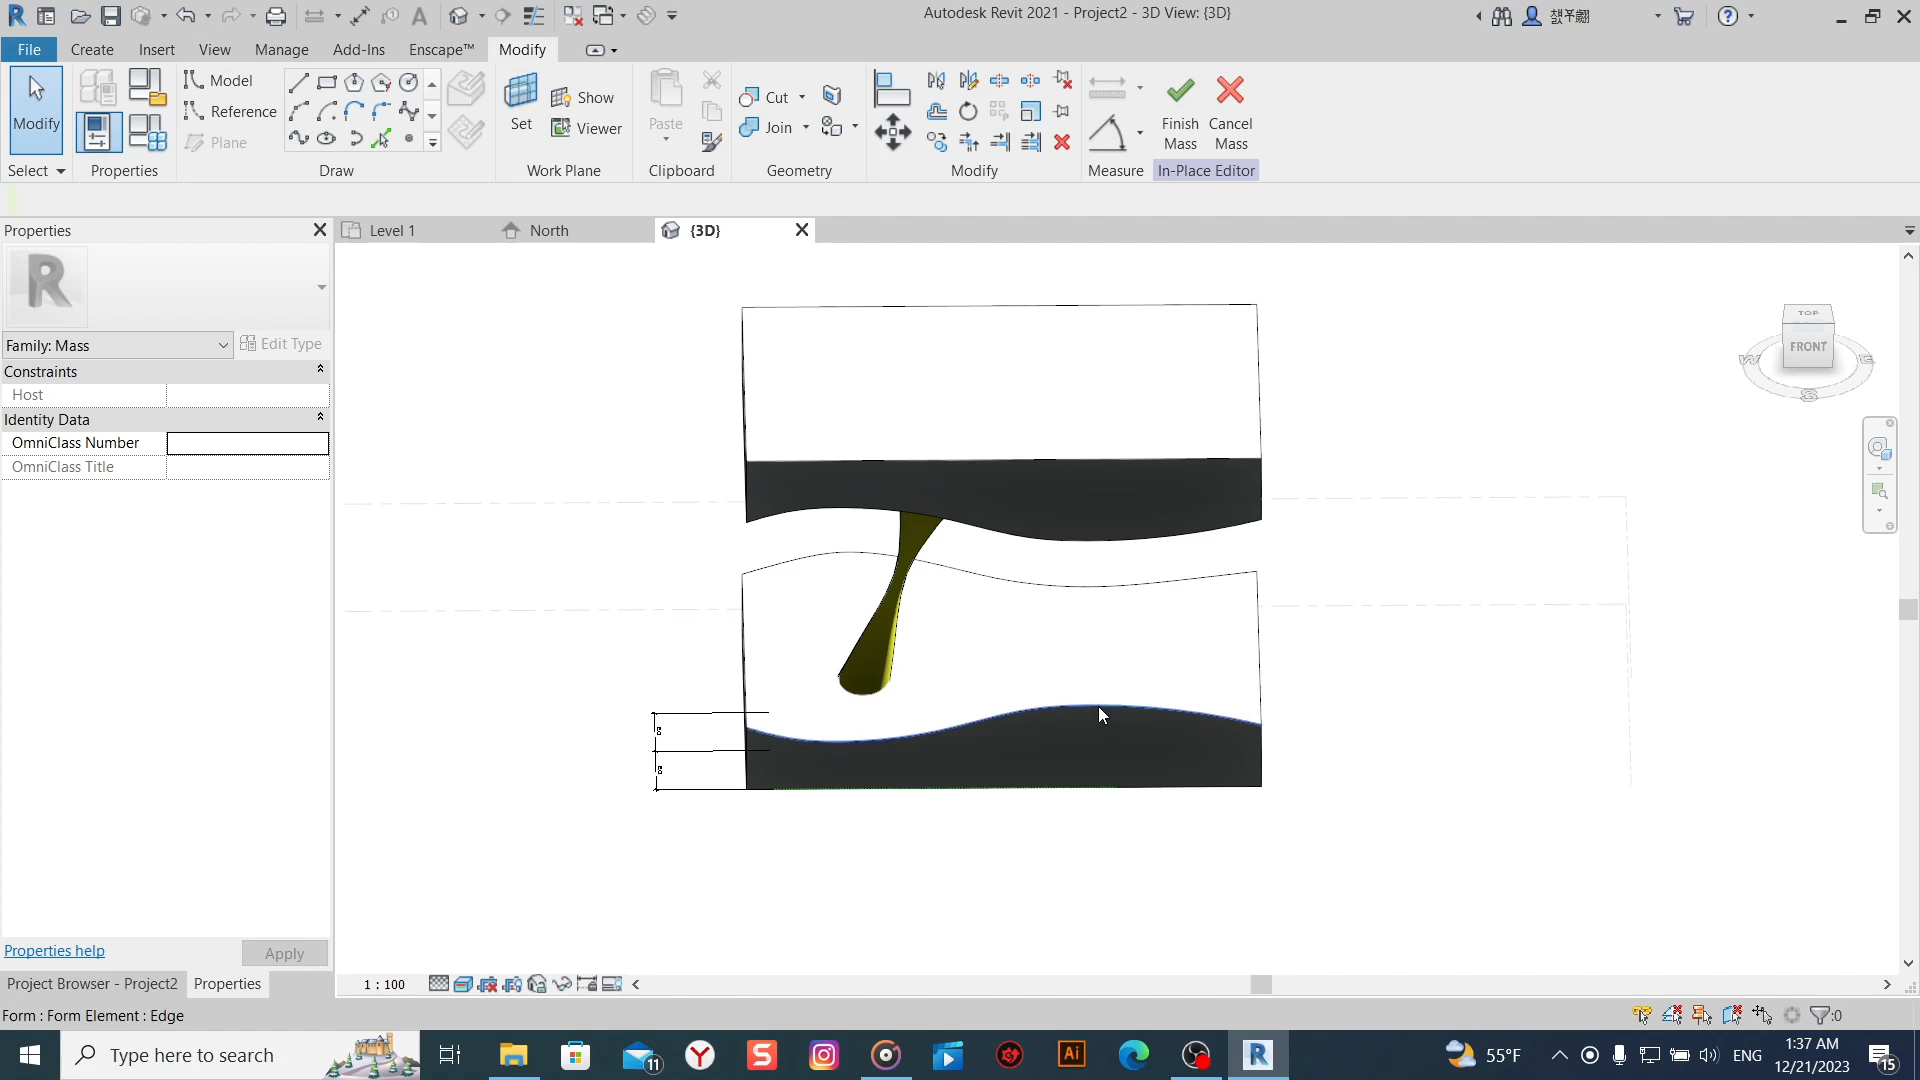 Autodesk Revit 2021 - Project2 - 3D View: {3D}
File Create Insert View Manage Add-Ins Enscape™ Modify
Modify
Select
Properties
Model
Reference
Plane
Draw
Set
Show
Viewer
Work Plane
Paste
Clipboard
Cut
Join
Geometry
Modify
Measure
Finish Mass
Cancel Mass
In-Place Editor
Properties
Level 1
North
{3D}
R
Family: Mass
Edit Type
Constraints
Host
Identity Data
OmniClass Number
OmniClass Title
TOP
FRONT
W
E
S
Properties help
Apply
Project Browser - Project2
Properties
1 : 100
Form : Form Element : Edge
:0
Type here to search
11
Y
S
Ai
R
55°F
ENG
1:37 AM
12/21/2023
15